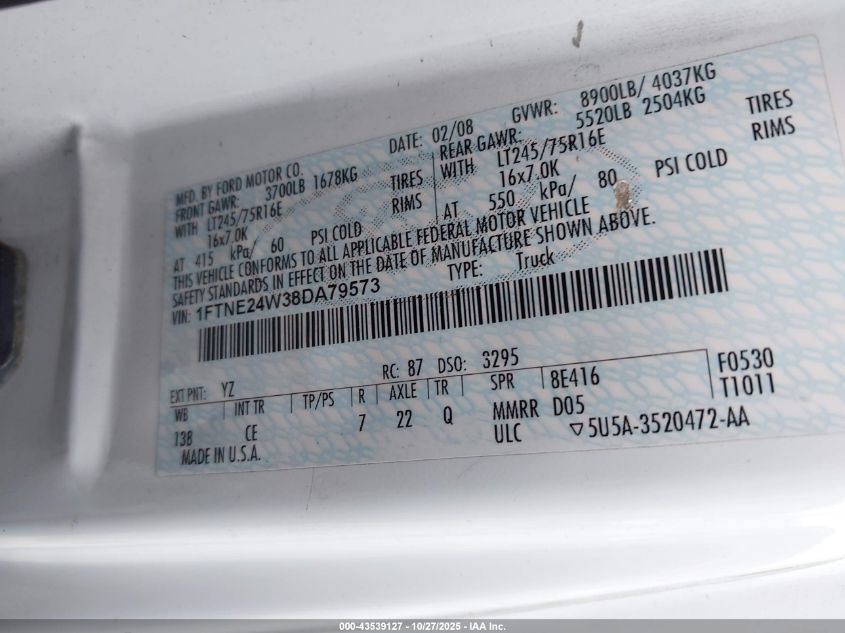 MFD. BY FORD MOTOR CO.
DATE: 02/08
GVWR: 8900LB/ 4037KG
FRONT GAWR: 3700LB 1678KG
REAR GAWR: 5520LB 2504KG
WITH LT245/75R16E TIRES
WITH LT245/75R16E TIRES
16x7.0K RIMS
16x7.0K RIMS
AT 415 kPa/ 60 PSI COLD
AT 550 kPa/ 80 PSI COLD
THIS VEHICLE CONFORMS TO ALL APPLICABLE FEDERAL MOTOR VEHICLE
SAFETY STANDARDS IN EFFECT ON THE DATE OF MANUFACTURE SHOWN ABOVE.
VIN: 1FTNE24W38DA79573
TYPE: Truck
EXT PNT: YZ
RC: 87 DSO: 3295
F0530
WB INT TR TP/PS R AXLE TR SPR 8E416
T1011
138 CE 7 22 Q MMRR D05
ULC ▽5U5A-3520472-AA
MADE IN U.S.A.
000-43539127 - 10/27/2025 - IAA Inc.